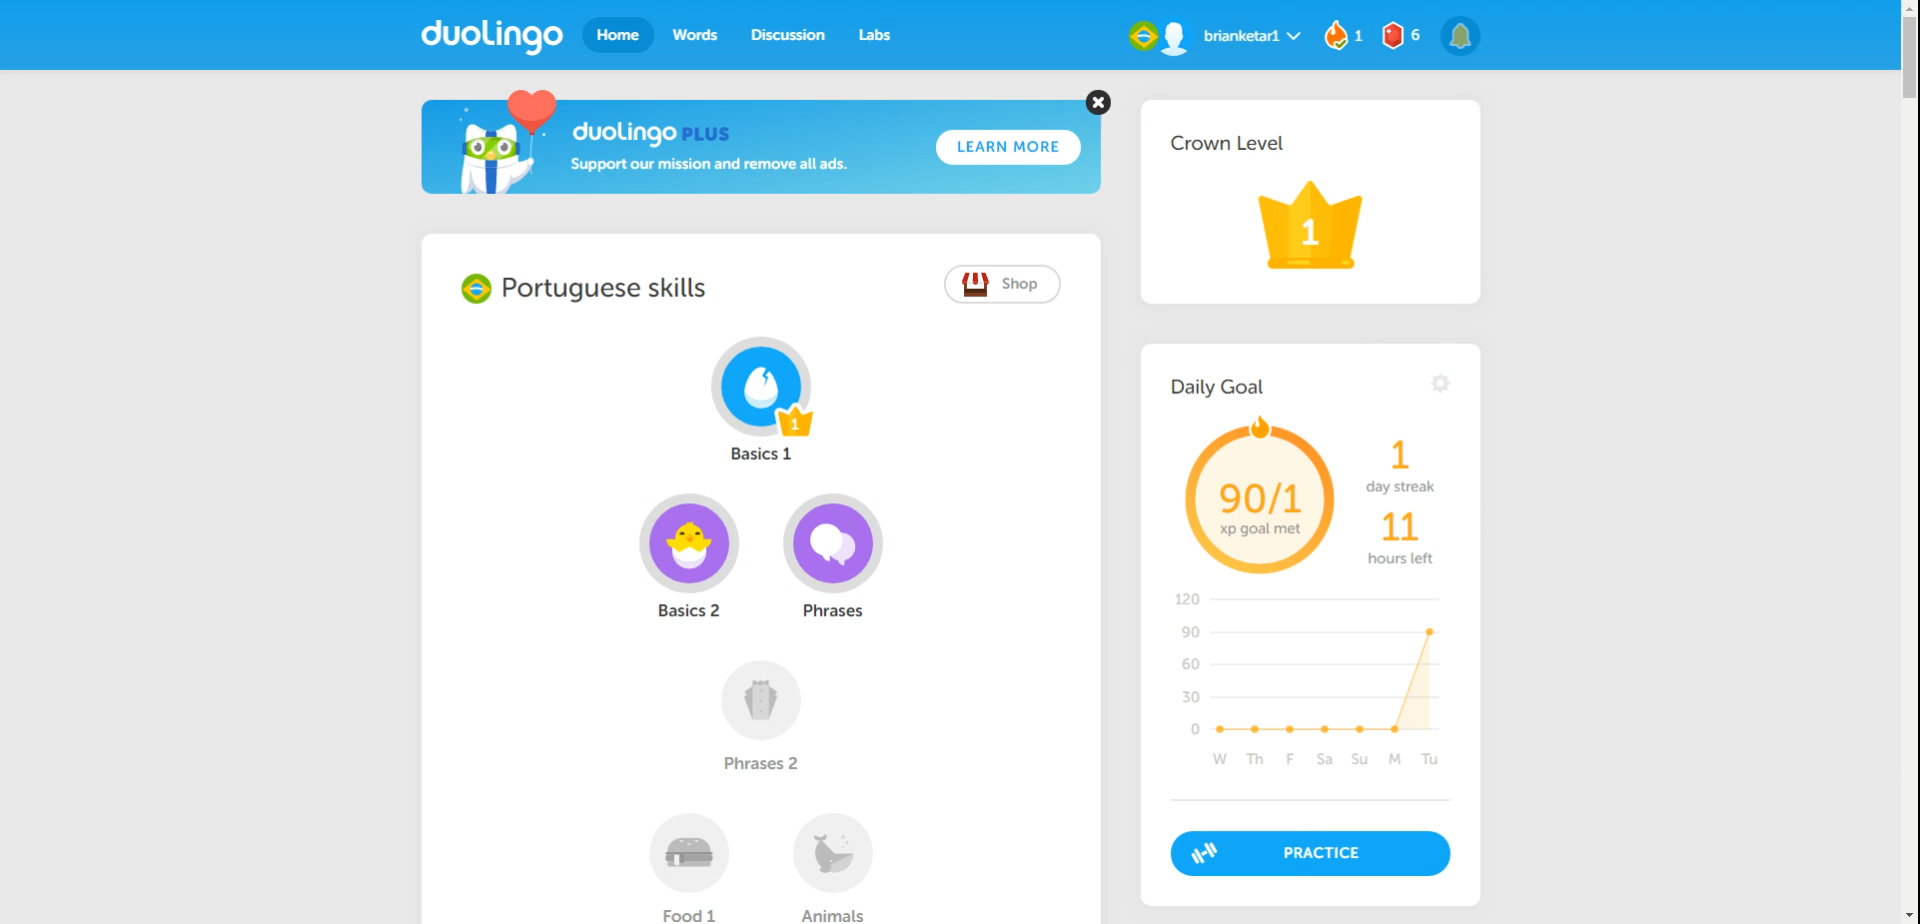 duolingo
Home
Words
Discussion
Labs
brianketar1
1
6
duolingo PLUS
Support our mission and remove all ads.
LEARN MORE
Portuguese skills
Shop
1
Basics 1
Basics 2
Phrases
Phrases 2
Food 1
Animals
Crown Level
1
Daily Goal
90/1
xp goal met
1
day streak
11
hours left
120
90
60
30
0
W Th F Sa Su M Tu
PRACTICE